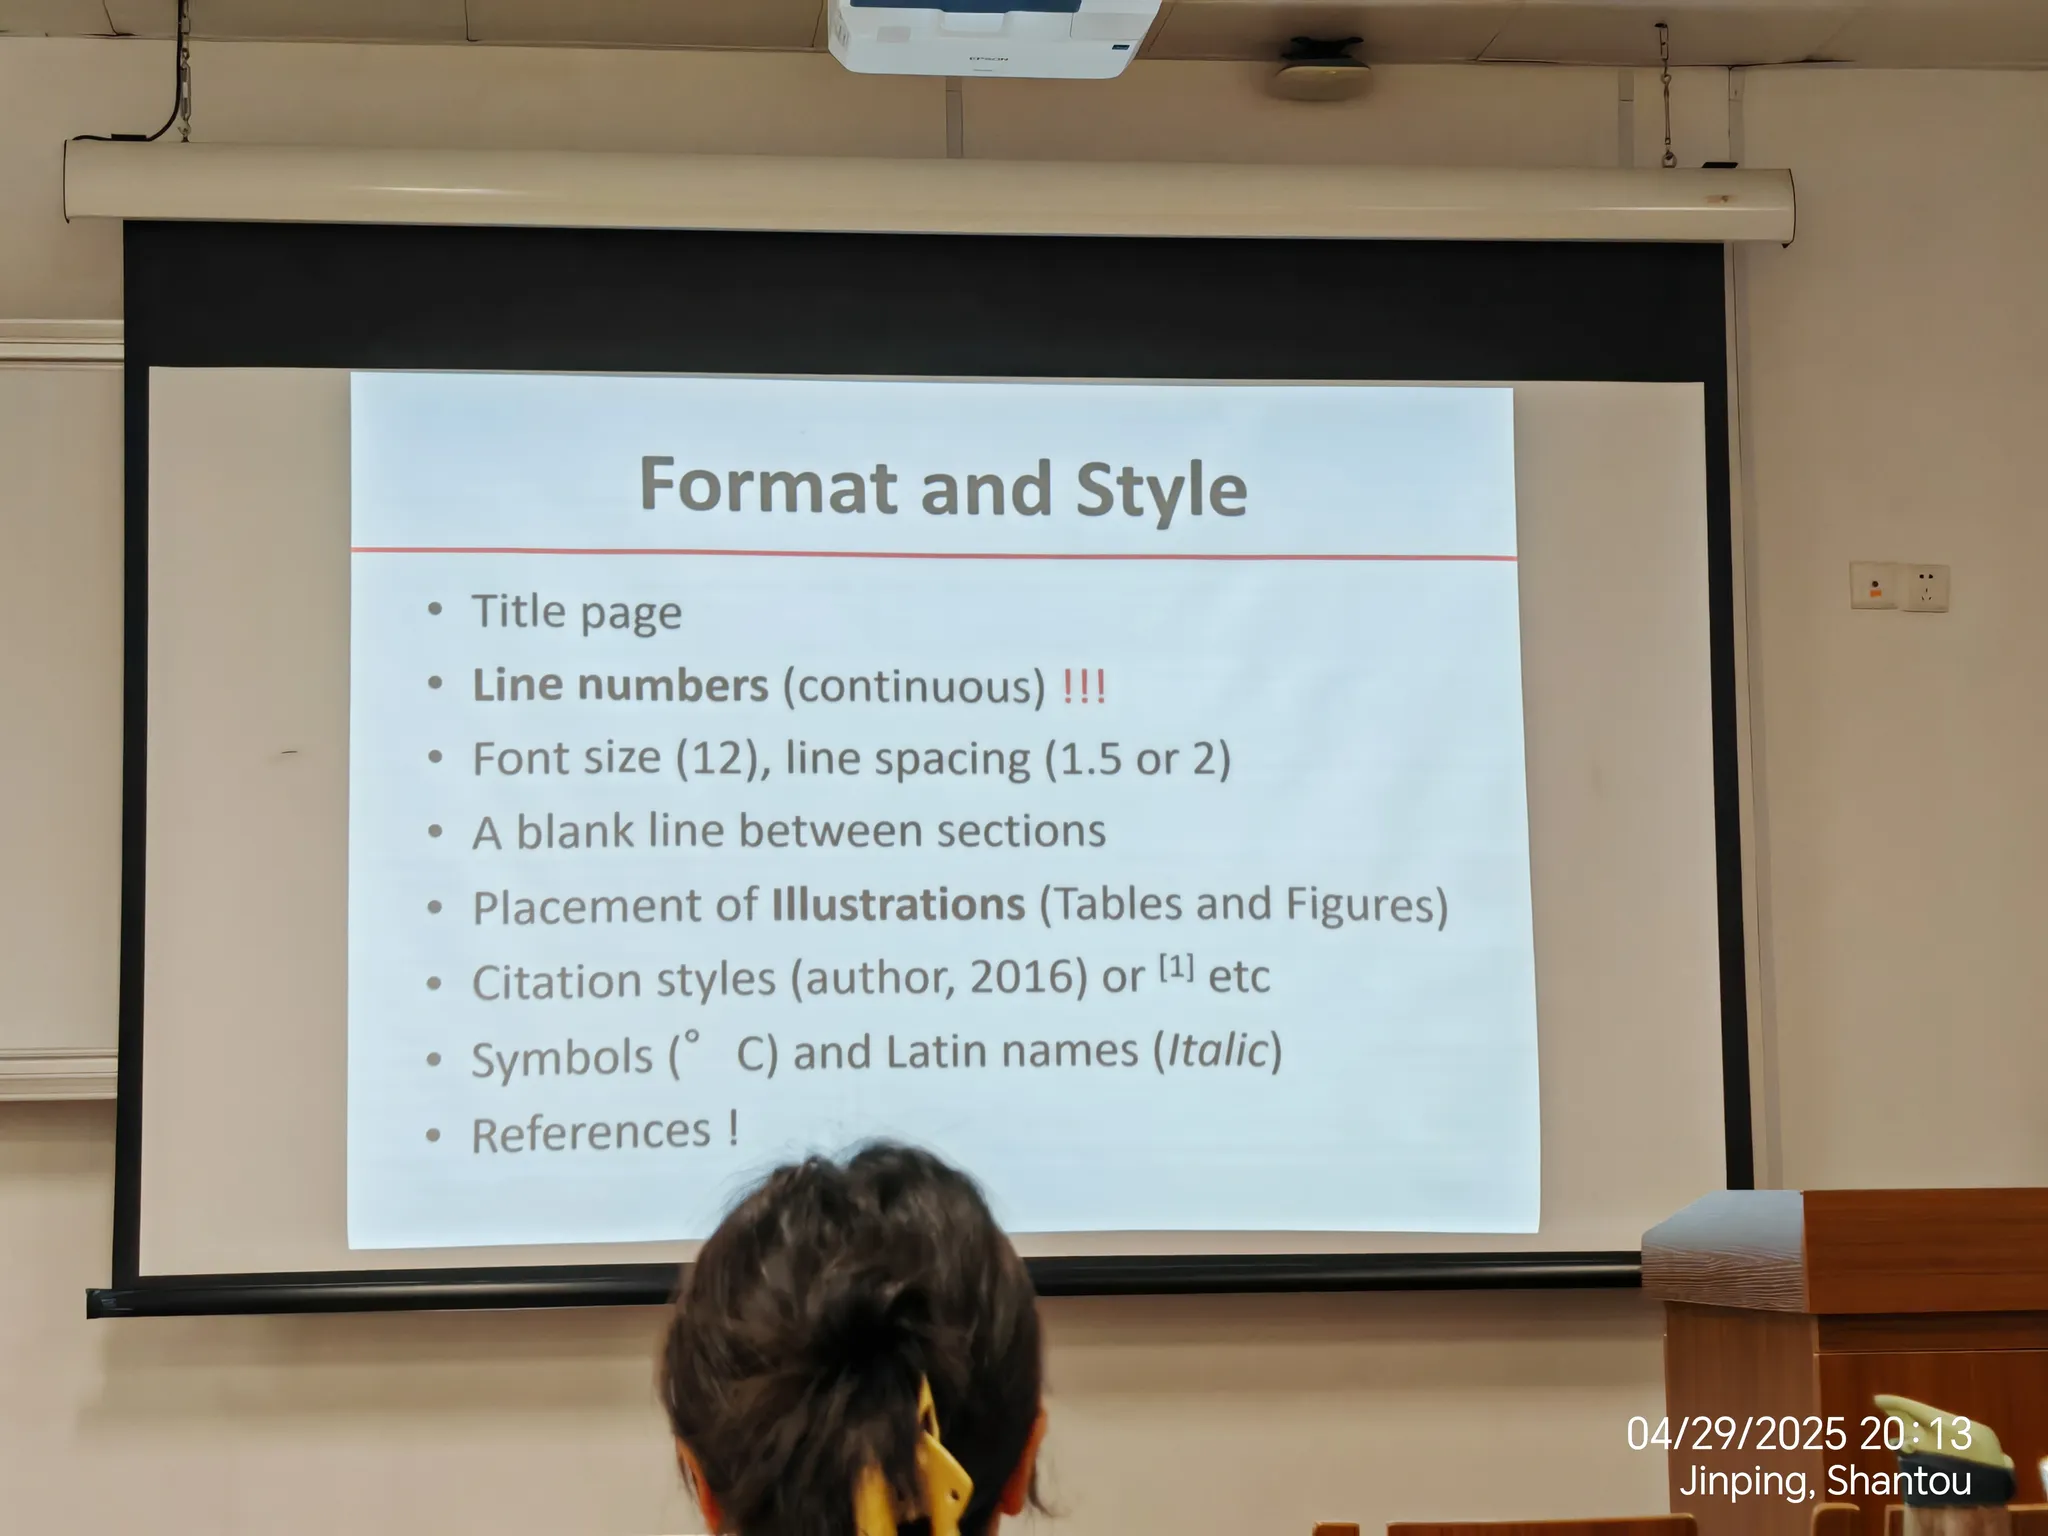 EPSON
Format and Style
• Title page
• Line numbers (continuous) !!!
• Font size (12), line spacing (1.5 or 2)
• A blank line between sections
• Placement of Illustrations (Tables and Figures)
• Citation styles (author, 2016) or [1] etc
• Symbols (° C) and Latin names (Italic)
• References !
04/29/2025 20:13
Jinping, Shantou